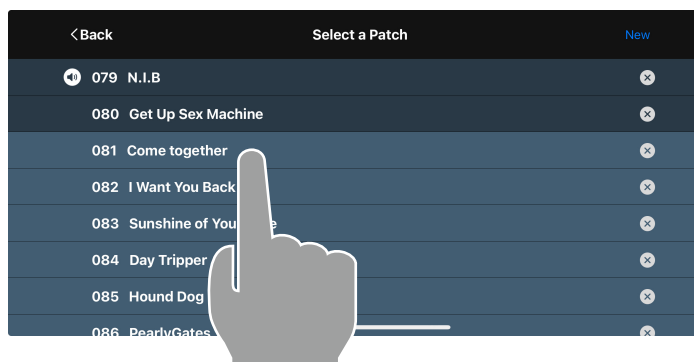 Back
Select a Patch
New
079 N.I.B
080 Get Up Sex Machine
081 Come together
082 I Want You Back
083 Sunshine of You e
084 Day Tripper
085 Hound Dog
086 PearlyGates